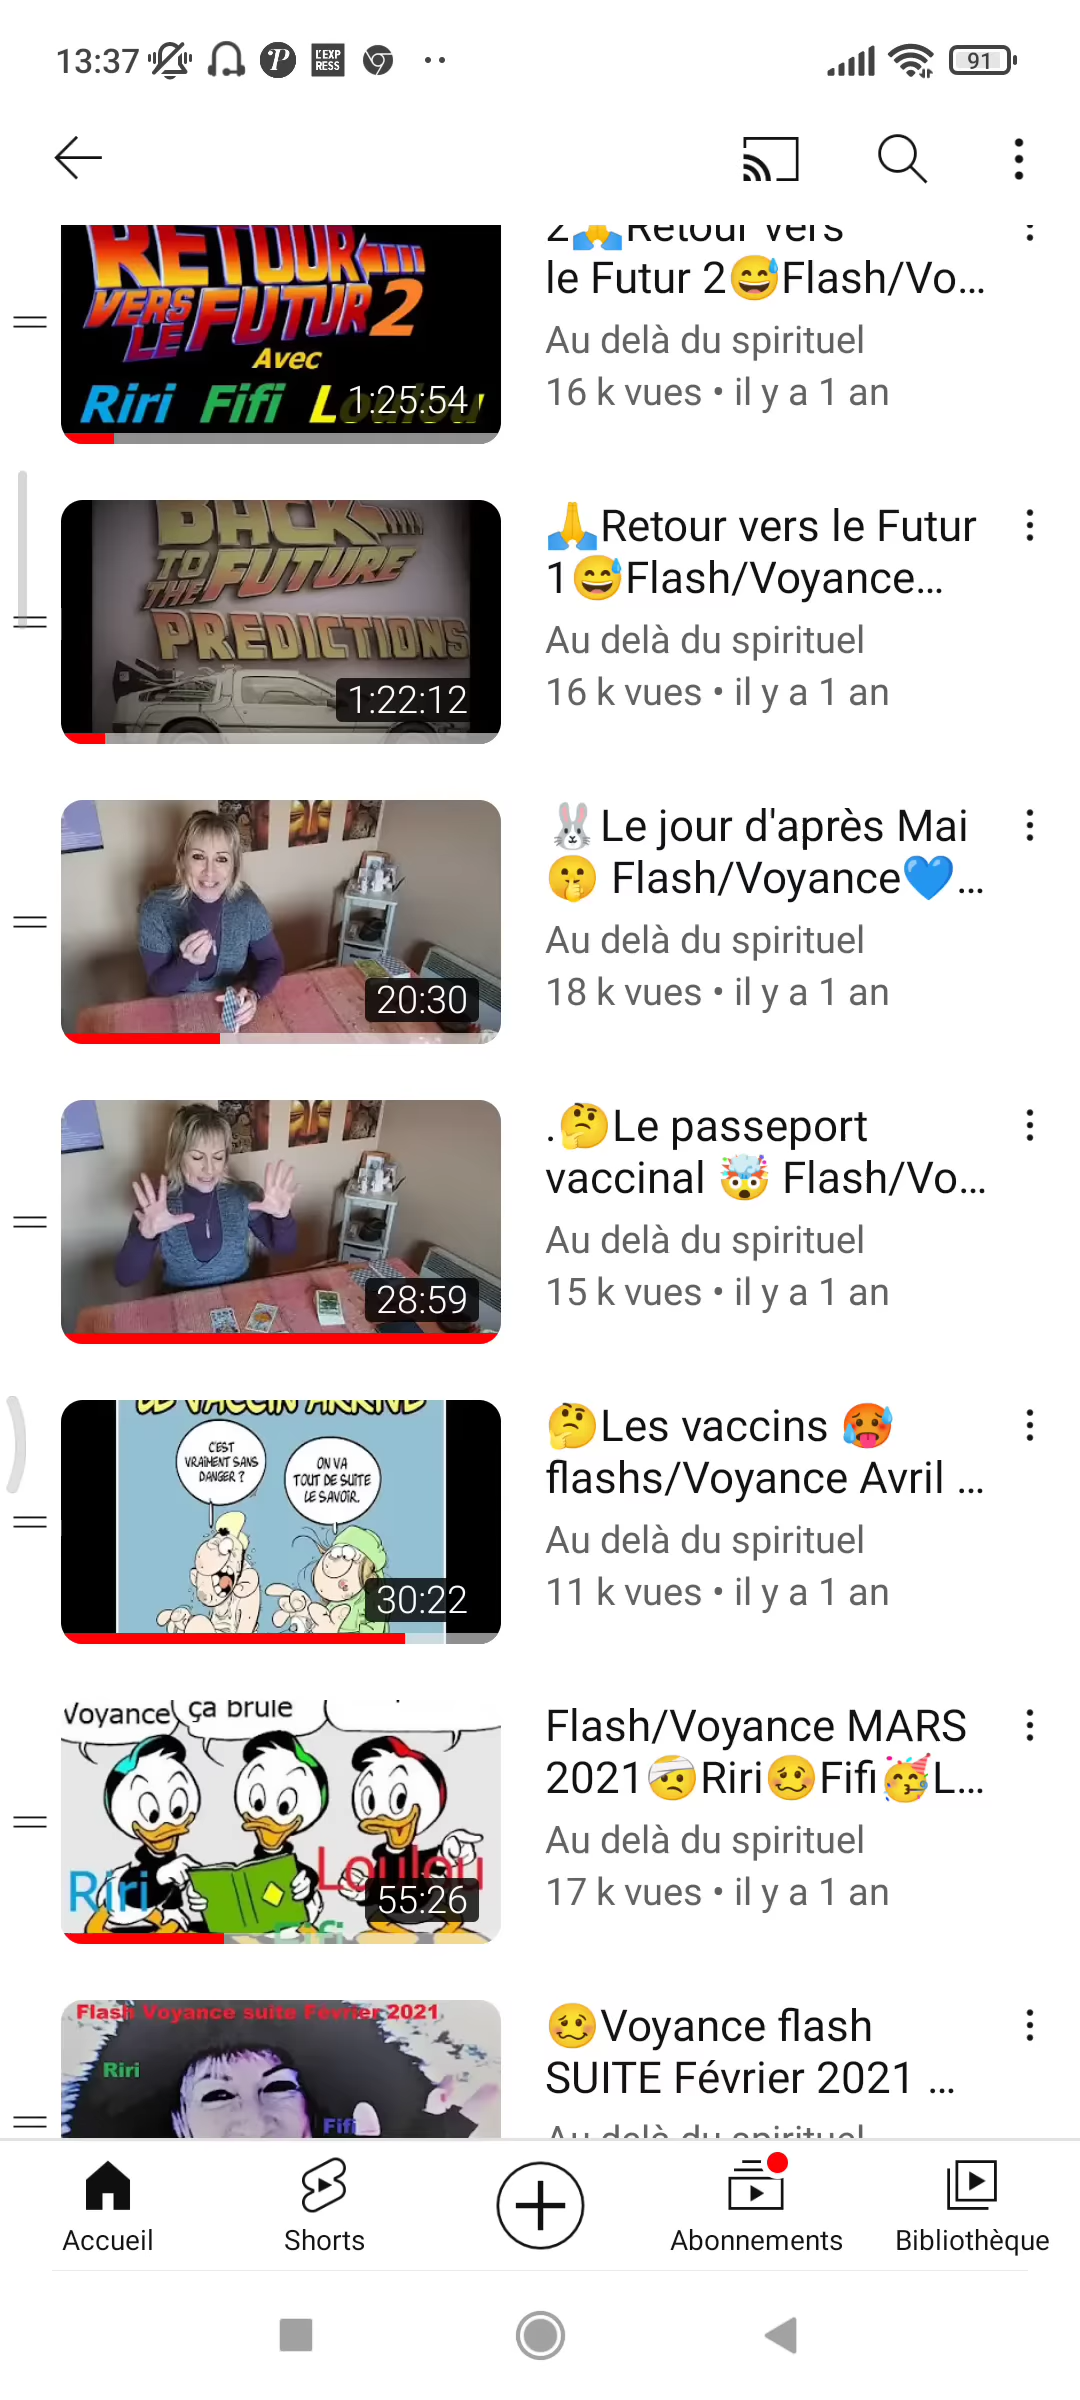 13:37
L'EXP
RESS
91
RETOUR
VERS
LE FUTUR 2
Avec
Riri Fifi Loulou
1:25:54
2🙏Retour vers
le Futur 2😅Flash/Vo...
Au delà du spirituel
16 k vues • il y a 1 an
BACK
TO
THE FUTURE
PREDICTIONS
1:22:12
🙏Retour vers le Futur
1😅Flash/Voyance...
Au delà du spirituel
16 k vues • il y a 1 an
20:30
🐰Le jour d'après Mai
🤫 Flash/Voyance💙...
Au delà du spirituel
18 k vues • il y a 1 an
28:59
.🤔Le passeport
vaccinal 🤯 Flash/Vo...
Au delà du spirituel
15 k vues • il y a 1 an
LE VACCIN ARRIVE
C'EST
VRAIMENT SANS
DANGER ?
ON VA
TOUT DE SUITE
LE SAVOIR.
30:22
🤔Les vaccins 🥵
flashs/Voyance Avril ...
Au delà du spirituel
11 k vues • il y a 1 an
Voyance ça brule
Riri
Loulou
Fifi
55:26
Flash/Voyance MARS
2021🤕Riri🥴Fifi🥳L...
Au delà du spirituel
17 k vues • il y a 1 an
Flash Voyance suite Février 2021
Riri
Fifi
🥴Voyance flash
SUITE Février 2021 ...
Au delà du spirituel
Accueil
Shorts
Abonnements
Bibliothèque